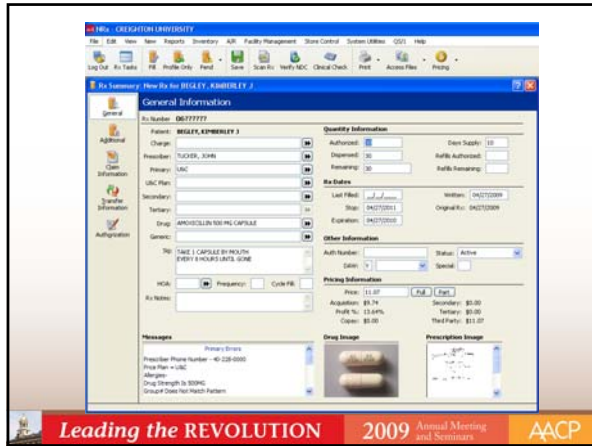 HRx - CREIGHTON UNIVERSITY
File Edit View New Reports Inventory A/R Facility Management Store Control System Utilities QS/1 Help
Log Out Rx Tasks Fill Profile Only Pend Save Scan Rx Verify NDC Clinical Check Print Access Files Pricing
Rx Summary: New Rx for BEGLEY, KIMBERLEY J
General
Additional
Claim Information
Transfer Information
Authorization
General Information
Rx Number 06777777
Patient: BEGLEY, KIMBERLEY J
Charge:
Prescriber: TUCKER, JOHN
Primary: U&C
U&C Plan:
Secondary:
Tertiary:
Drug: AMOXICILLIN 500 MG CAPSULE
Generic:
SIG: TAKE 1 CAPSULE BY MOUTH
EVERY 8 HOURS UNTIL GONE
HOA: Frequency: Cycle Fill:
Rx Notes:
Quantity Information
Authorized: 30 Days Supply: 10
Dispensed: 30 Refills Authorized:
Remaining: 30 Refills Remaining:
Rx Dates
Last Filled: __/__/__ Written: 04/27/2009
Stop: 04/27/2011 Original Rx: 04/27/2009
Expiration: 04/27/2010
Other Information
Auth Number: Status: Active
DAW: Special:
Pricing Information
Price: 11.07 Full Part
Acquisition: $9.74 Secondary: $0.00
Profit %: 13.64% Tertiary: $0.00
Copay: $0.00 Third Party: $11.07
Messages
Primary Errors
Prescriber Phone Number - 40-228-0000
Price Plan = U&C
Allergies-
Drug Strength Is 500MG
Group# Does Not Match Pattern
Drug Image
Prescription Image
Leading the REVOLUTION 2009 Annual Meeting and Seminars AACP